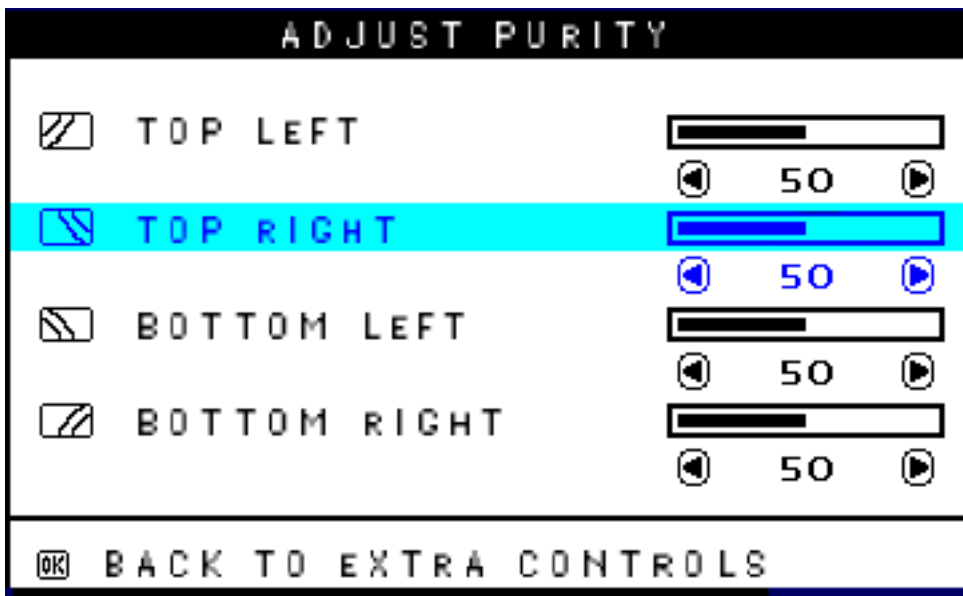 ADJUST PURITY
TOP LEFT
50
TOP RIGHT
50
BOTTOM LEFT
50
BOTTOM RIGHT
50
OK BACK TO EXTRA CONTROLS